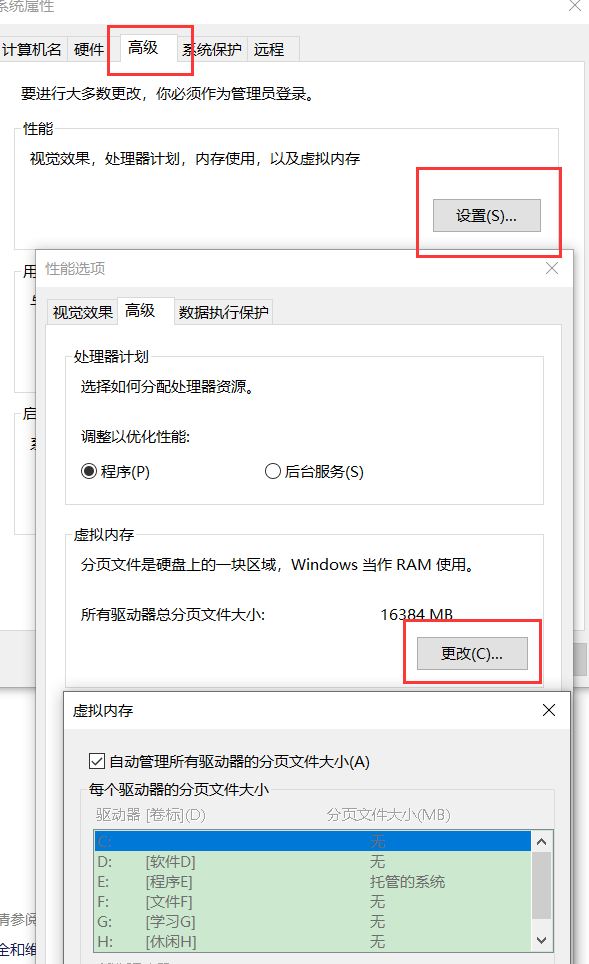 系统属性
计算机名 硬件 高级 系统保护 远程
要进行大多数更改，你必须作为管理员登录。
性能
视觉效果，处理器计划，内存使用，以及虚拟内存
设置(S)...
用
性能选项
视觉效果 高级 数据执行保护
处理器计划
选择如何分配处理器资源。
调整以优化性能:
程序(P) 后台服务(S)
启
虚拟内存
分页文件是硬盘上的一块区域，Windows 当作 RAM 使用。
所有驱动器总分页文件大小: 16384 MB
更改(C)...
虚拟内存
自动管理所有驱动器的分页文件大小(A)
每个驱动器的分页文件大小
驱动器 [卷标](D) 分页文件大小(MB)
C: 无
D: [软件D] 无
E: [程序E] 托管的系统
F: [文件F] 无
G: [学习G] 无
H: [休闲H] 无
请参阅
全和维